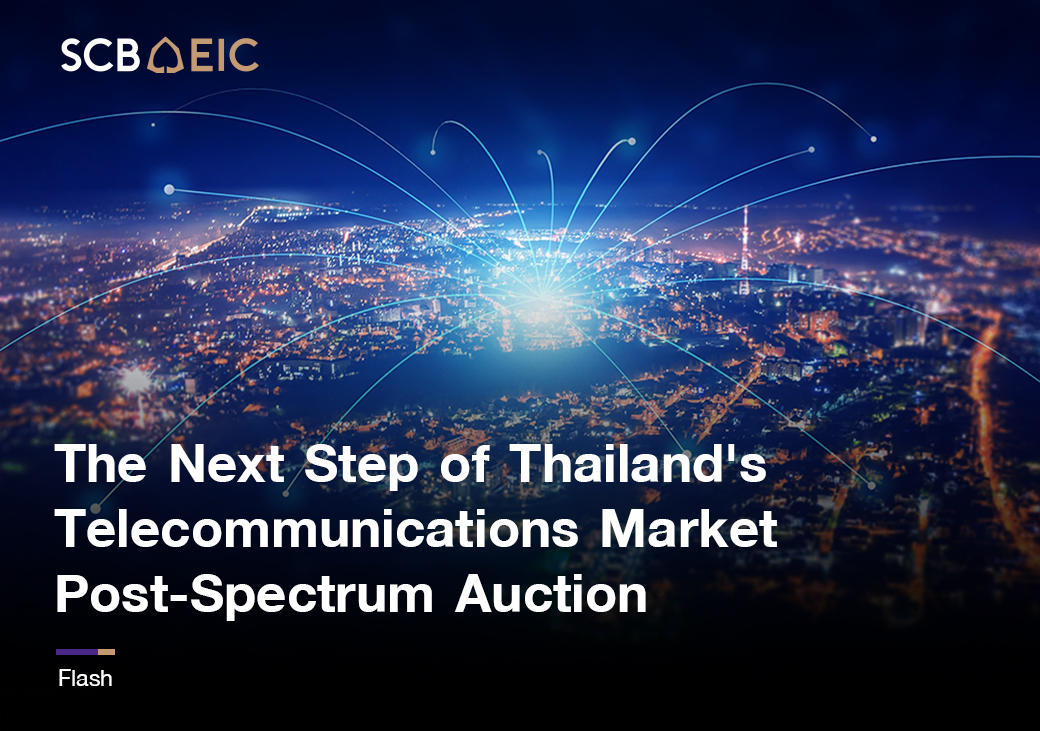 SCB EIC
The Next Step of Thailand's
Telecommunications Market
Post-Spectrum Auction
Flash